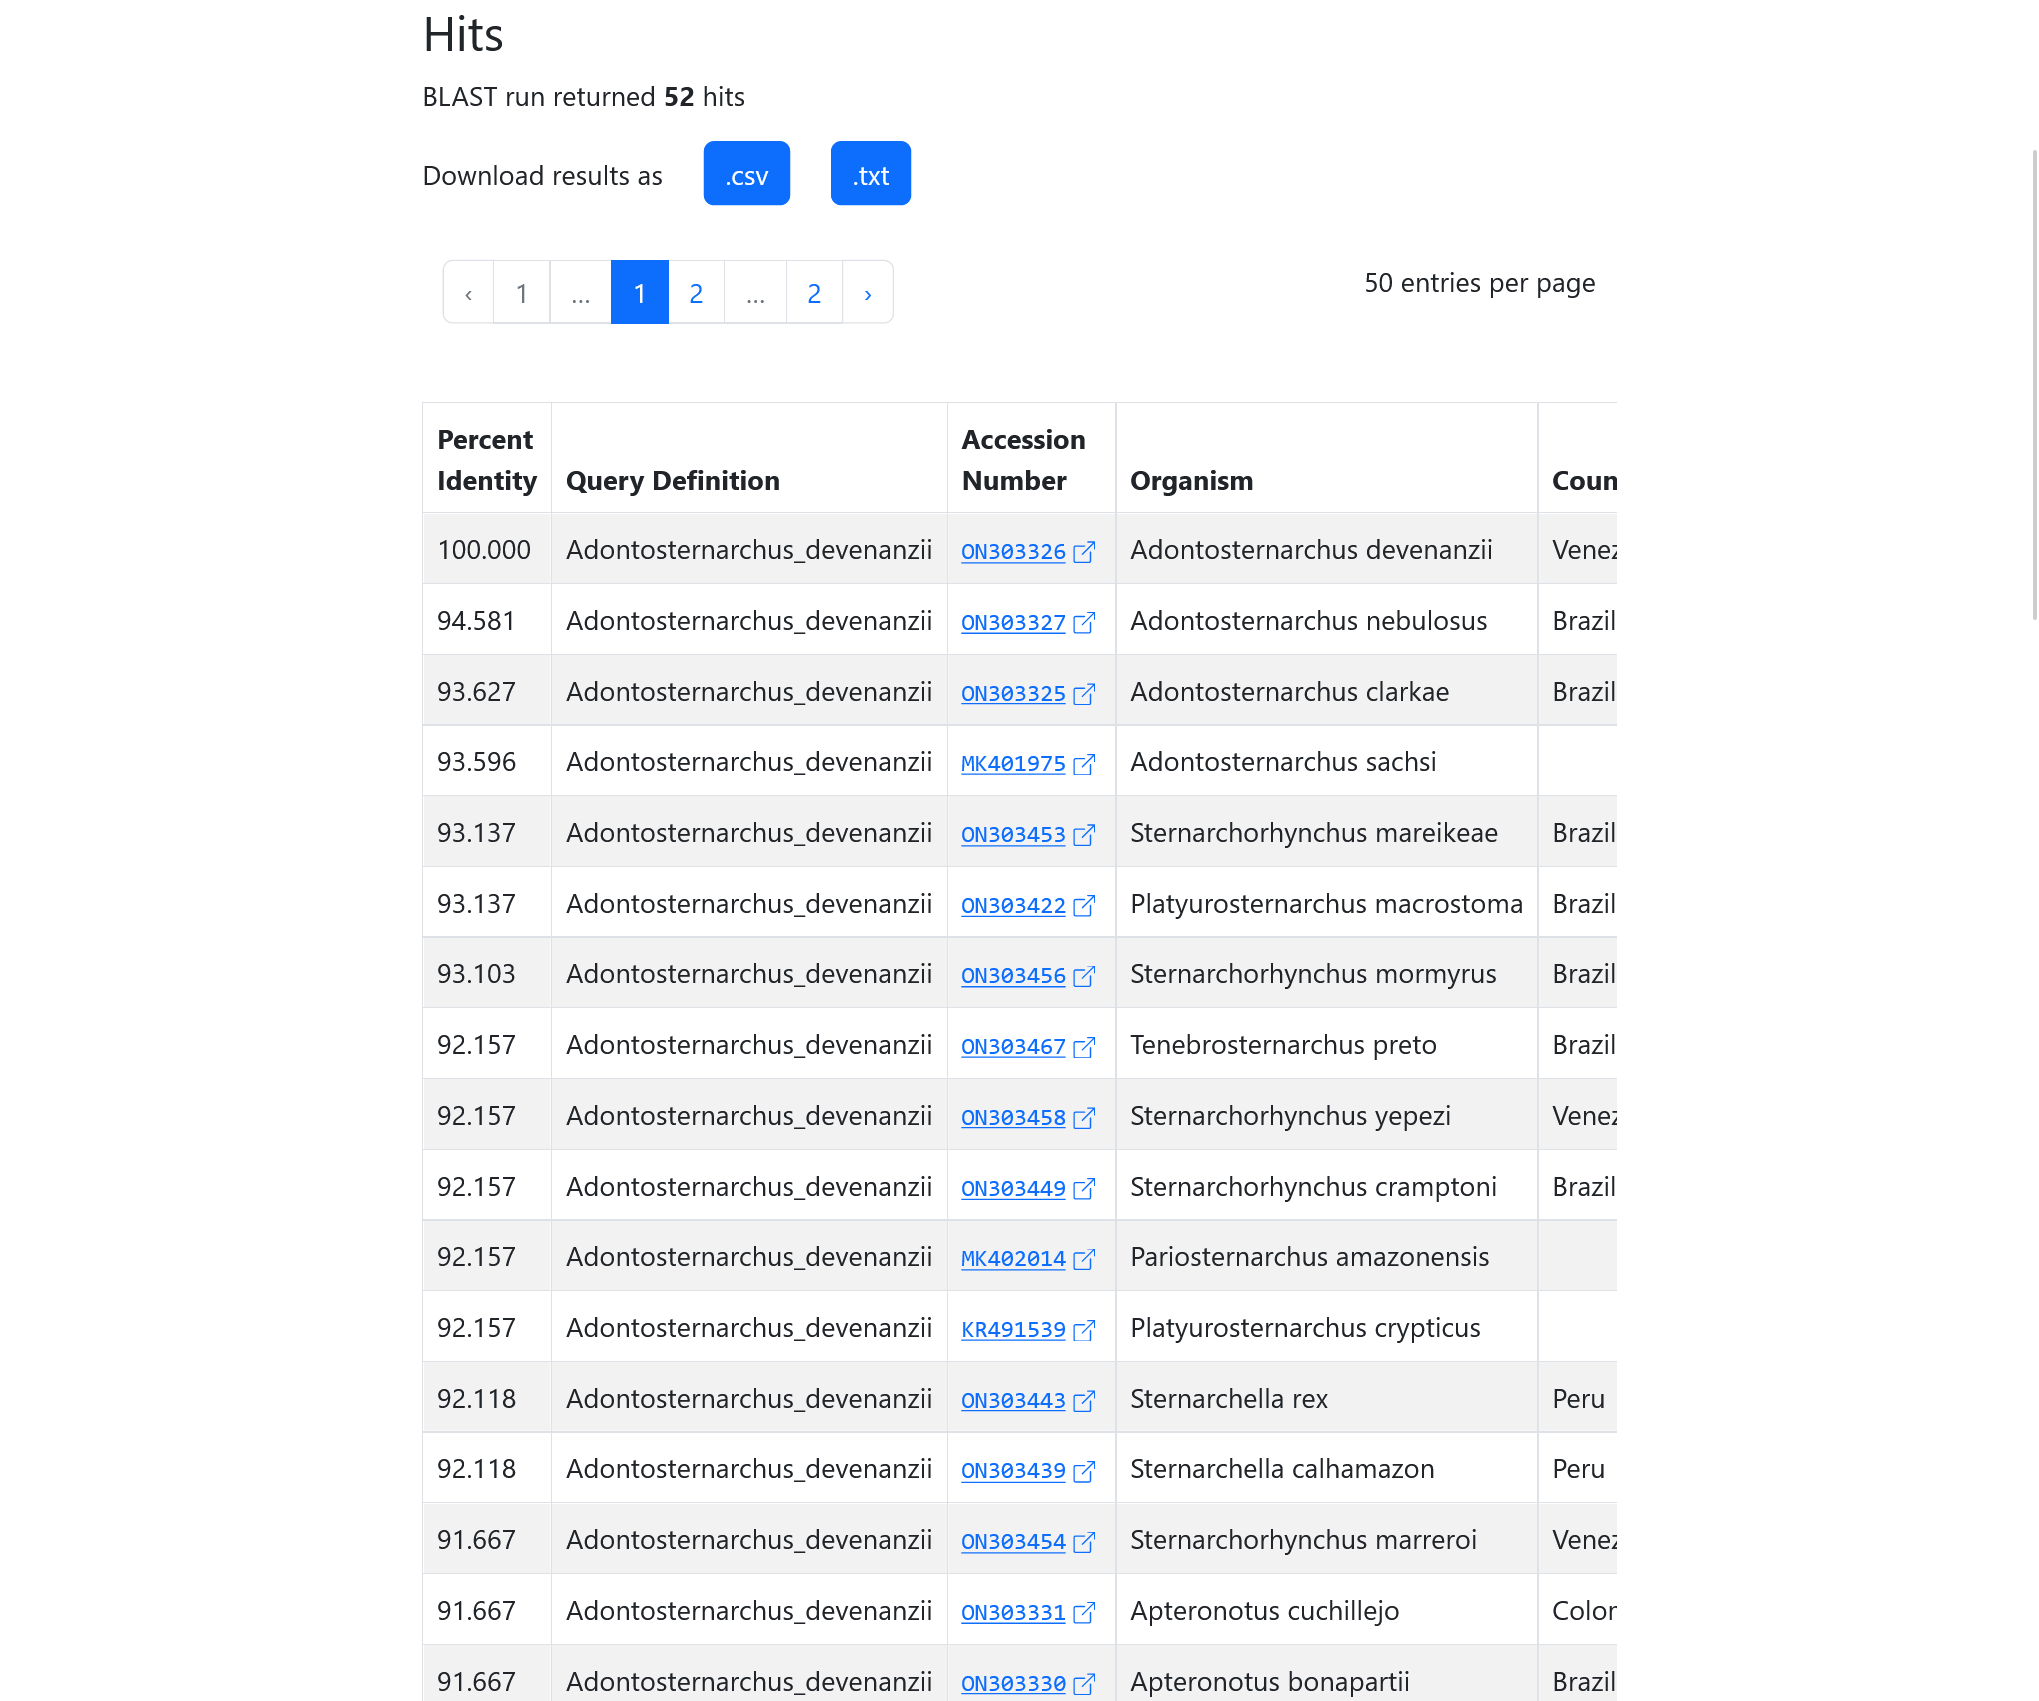 Hits
BLAST run returned 52 hits
Download results as .csv .txt
‹ 1 ... 1 2 ... 2 › 50 entries per page
Percent Identity Query Definition Accession Number Organism Coun
100.000 Adontosternarchus_devenanzii ON303326 Adontosternarchus devenanzii Venez
94.581 Adontosternarchus_devenanzii ON303327 Adontosternarchus nebulosus Brazil
93.627 Adontosternarchus_devenanzii ON303325 Adontosternarchus clarkae Brazil
93.596 Adontosternarchus_devenanzii MK401975 Adontosternarchus sachsi
93.137 Adontosternarchus_devenanzii ON303453 Sternarchorhynchus mareikeae Brazil
93.137 Adontosternarchus_devenanzii ON303422 Platyurosternarchus macrostoma Brazil
93.103 Adontosternarchus_devenanzii ON303456 Sternarchorhynchus mormyrus Brazil
92.157 Adontosternarchus_devenanzii ON303467 Tenebrosternarchus preto Brazil
92.157 Adontosternarchus_devenanzii ON303458 Sternarchorhynchus yepezi Venez
92.157 Adontosternarchus_devenanzii ON303449 Sternarchorhynchus cramptoni Brazil
92.157 Adontosternarchus_devenanzii MK402014 Pariosternarchus amazonensis
92.157 Adontosternarchus_devenanzii KR491539 Platyurosternarchus crypticus
92.118 Adontosternarchus_devenanzii ON303443 Sternarchella rex Peru
92.118 Adontosternarchus_devenanzii ON303439 Sternarchella calhamazon Peru
91.667 Adontosternarchus_devenanzii ON303454 Sternarchorhynchus marreroi Venez
91.667 Adontosternarchus_devenanzii ON303331 Apteronotus cuchillejo Color
91.667 Adontosternarchus_devenanzii ON303330 Apteronotus bonapartii Brazil